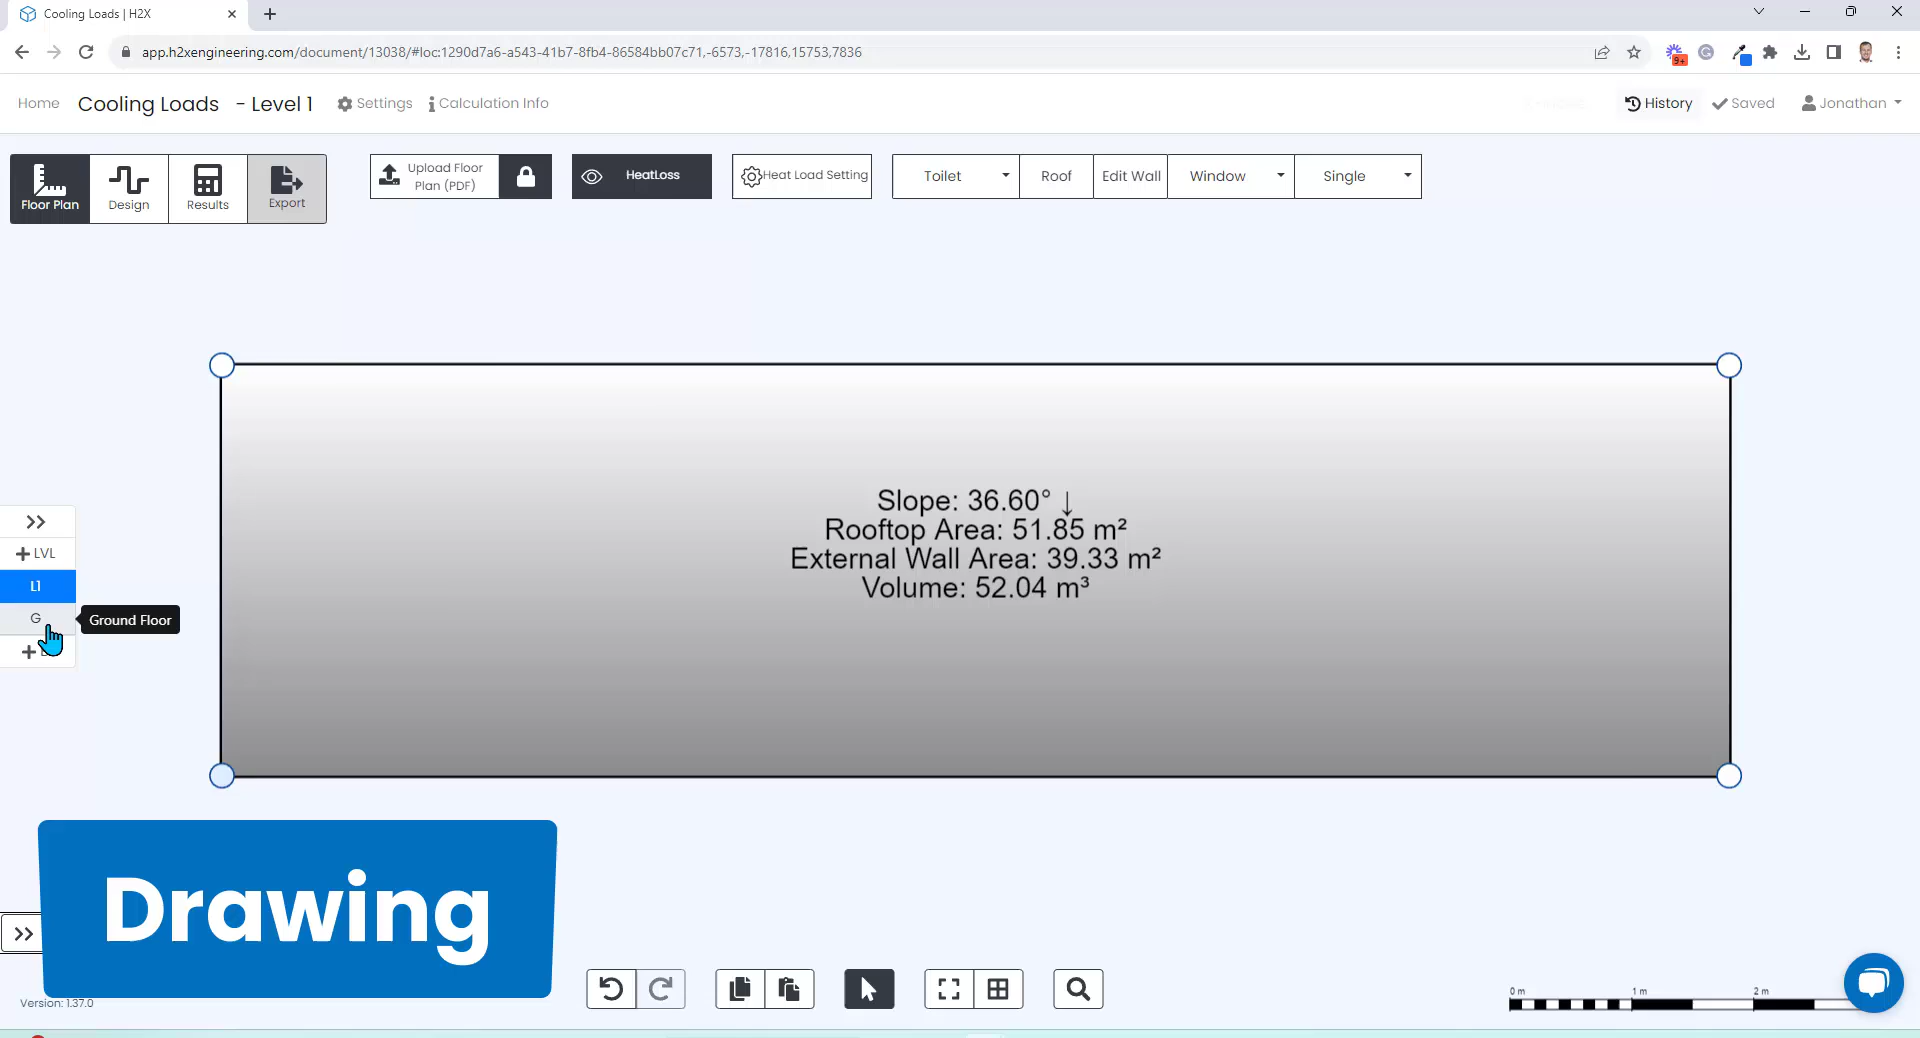 Cooling Loads | H2X
app.h2xengineering.com/document/13038/#loc:1290d7a6-a543-41b7-8fb4-86584bb07c71,-6573,-17816,15753,7836
9+
Home
Cooling Loads - Level 1
Settings
Calculation Info
History
Saved
Jonathan
Floor Plan
Design
Results
Export
Upload Floor
Plan (PDF)
HeatLoss
Heat Load Setting
Toilet
Roof
Edit Wall
Window
Single
Slope: 36.60° ↓
Rooftop Area: 51.85 m²
External Wall Area: 39.33 m²
Volume: 52.04 m³
LVL
L1
G
Ground Floor
Drawing
Version: 1.37.0
0 m
1 m
2 m